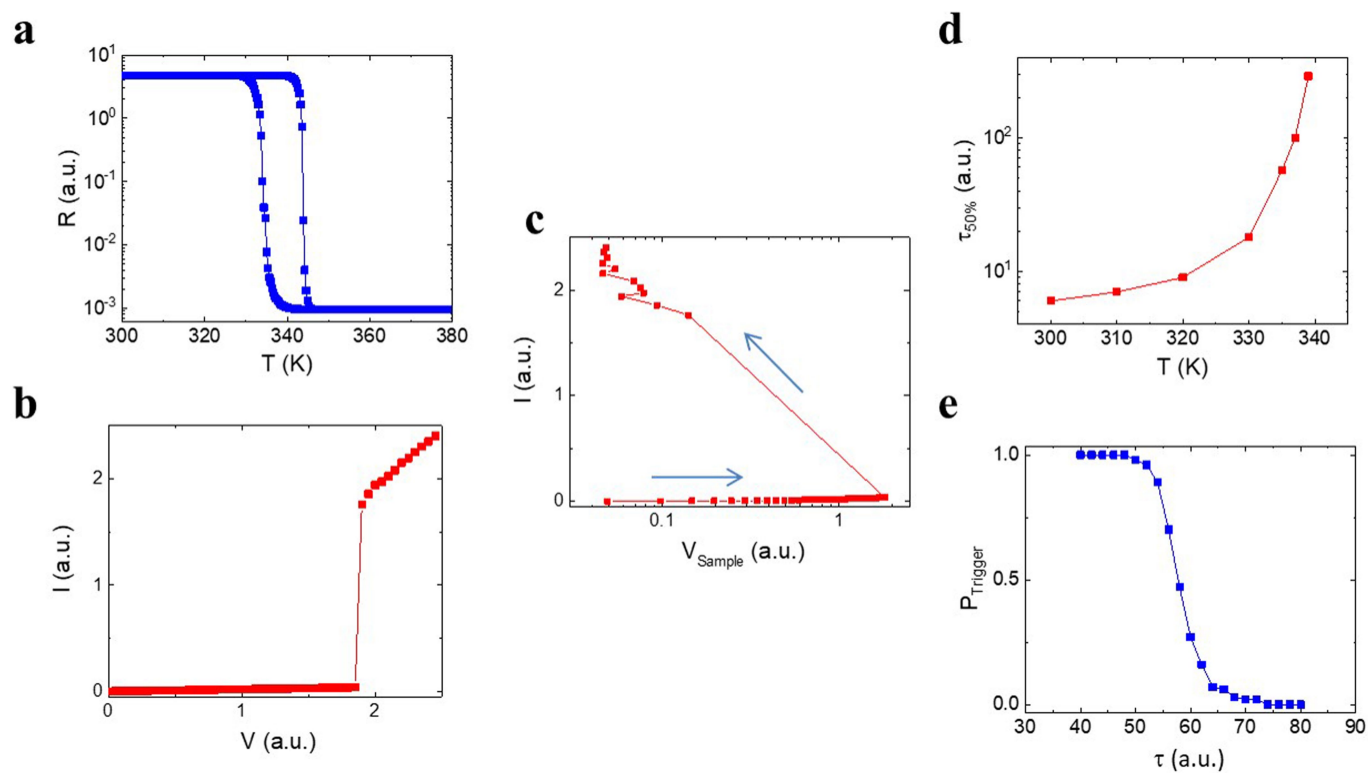 a
10¹
10⁰
10⁻¹
10⁻²
10⁻³
R (a.u.)
300 320 340 360 380
T (K)
b
2
1
0
I (a.u.)
0 1 2
V (a.u.)
c
2
1
0
I (a.u.)
0.1 1
V_Sample (a.u.)
d
10²
10¹
τ_50% (a.u.)
300 310 320 330 340
T (K)
e
1.0
0.5
0.0
P_Trigger
30 40 50 60 70 80 90
τ (a.u.)